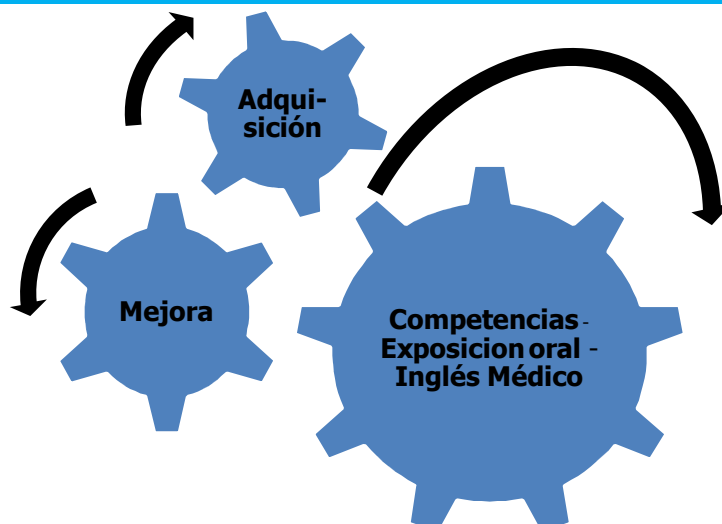 Adqui-
sición
Mejora
Competencias -
Exposicion oral -
Inglés Médico